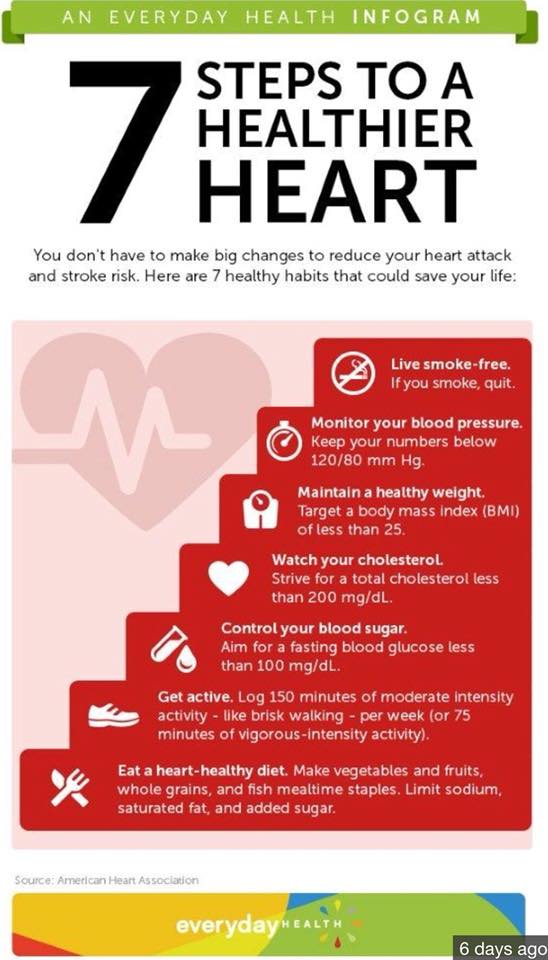 AN EVERYDAY HEALTH INFOGRAM
7 STEPS TO A
HEALTHIER
HEART
You don't have to make big changes to reduce your heart attack
and stroke risk. Here are 7 healthy habits that could save your life:
Live smoke-free.
If you smoke, quit.
Monitor your blood pressure.
Keep your numbers below
120/80 mm Hg.
Maintain a healthy weight.
Target a body mass index (BMI)
of less than 25.
Watch your cholesterol.
Strive for a total cholesterol less
than 200 mg/dL.
Control your blood sugar.
Aim for a fasting blood glucose less
than 100 mg/dL.
Get active. Log 150 minutes of moderate intensity
activity - like brisk walking - per week (or 75
minutes of vigorous-intensity activity).
Eat a heart-healthy diet. Make vegetables and fruits,
whole grains, and fish mealtime staples. Limit sodium,
saturated fat, and added sugar.
Source: American Heart Association
everyday HEALTH
6 days ago